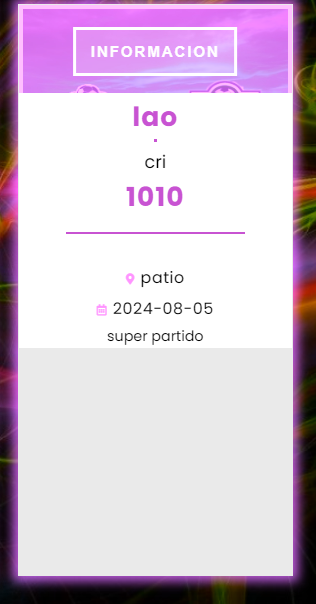 INFORMACION
lao
cri
1010
patio
2024-08-05
super partido